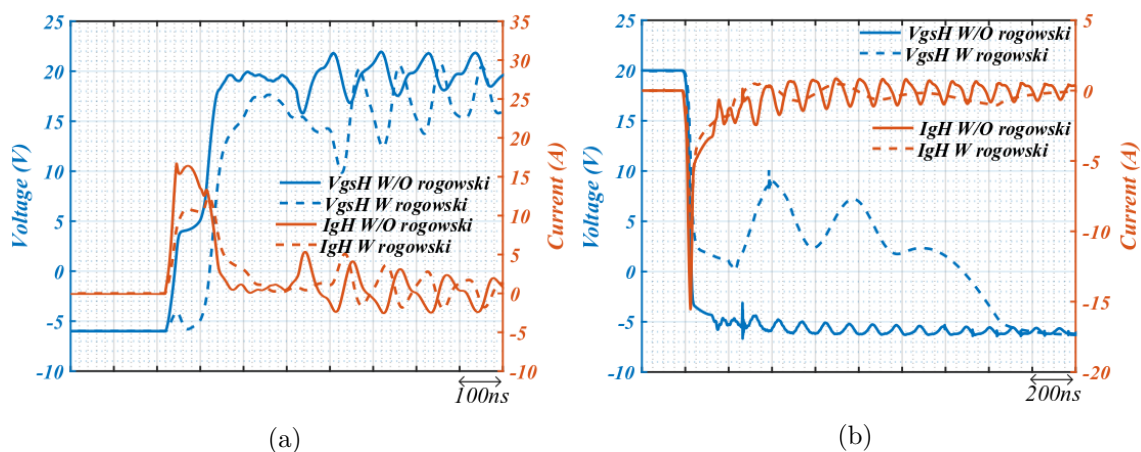 25
20
15
10
5
0
-5
-10
Voltage (V)
35
30
25
20
15
10
5
0
-5
-10
Current (A)
VgsH W/O rogowski
VgsH W rogowski
IgH W/O rogowski
IgH W rogowski
100ns
(a)
25
20
15
10
5
0
-5
-10
Voltage (V)
5
0
-5
-10
-15
-20
Current (A)
VgsH W/O rogowski
VgsH W rogowski
IgH W/O rogowski
IgH W rogowski
200ns
(b)